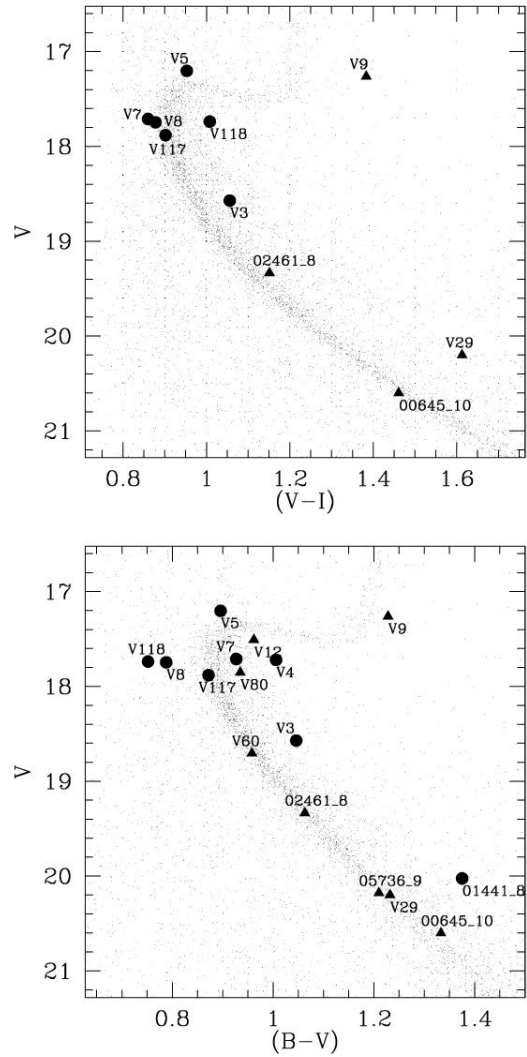 17
V5
V9
V7
V8
V118
18
V117
V3
V
19
02461_8
20
V29
00645_10
21
0.8 1 1.2 1.4 1.6
(V-I)
17
V5
V9
V118
V7
V12
V4
V8
V80
18
V117
V3
V60
V
19
02461_8
05736_9
20
01441_8
V29
00645_10
21
0.8 1 1.2 1.4
(B-V)